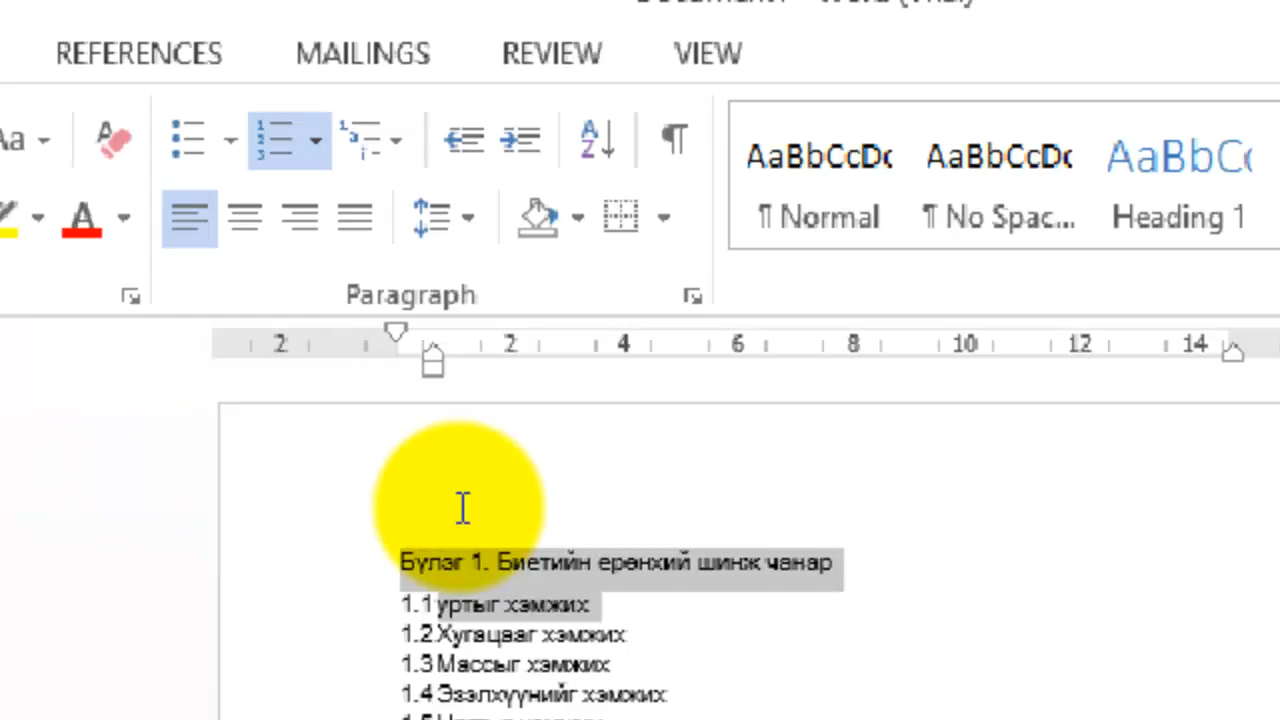 REFERENCES MAILINGS REVIEW VIEW
Aa
AaBbCcDc AaBbCcDc AaBbCc
¶ Normal ¶ No Spac... Heading 1
Paragraph
2 2 4 6 8 10 12 14
Бүлэг 1. Биетийн ерөнхий шинж чанар
1.1 уртыг хэмжих
1.2 Хугацааг хэмжих
1.3 Массыг хэмжих
1.4 Эзэлхүүнийг хэмжих